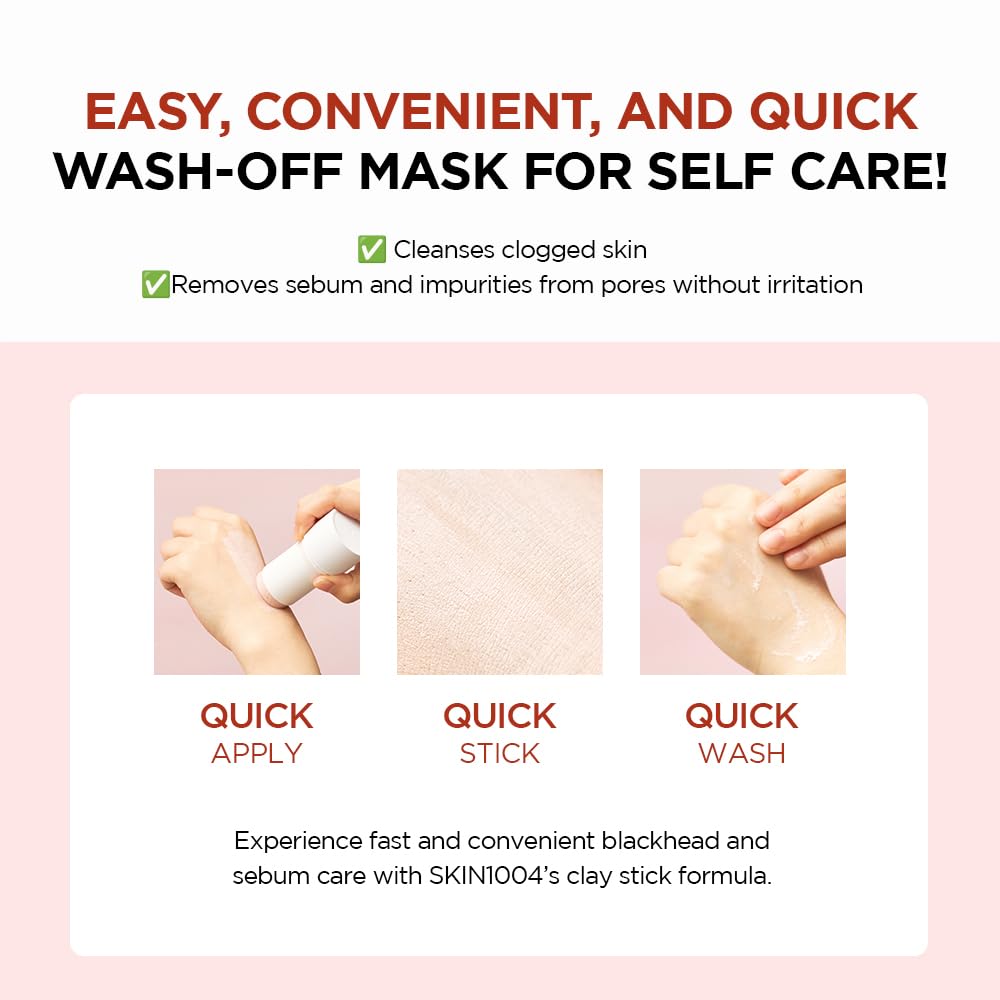 EASY, CONVENIENT, AND QUICK
WASH-OFF MASK FOR SELF CARE!
✅ Cleanses clogged skin
✅Removes sebum and impurities from pores without irritation
QUICK
APPLY
QUICK
STICK
QUICK
WASH
Experience fast and convenient blackhead and
sebum care with SKIN1004’s clay stick formula.